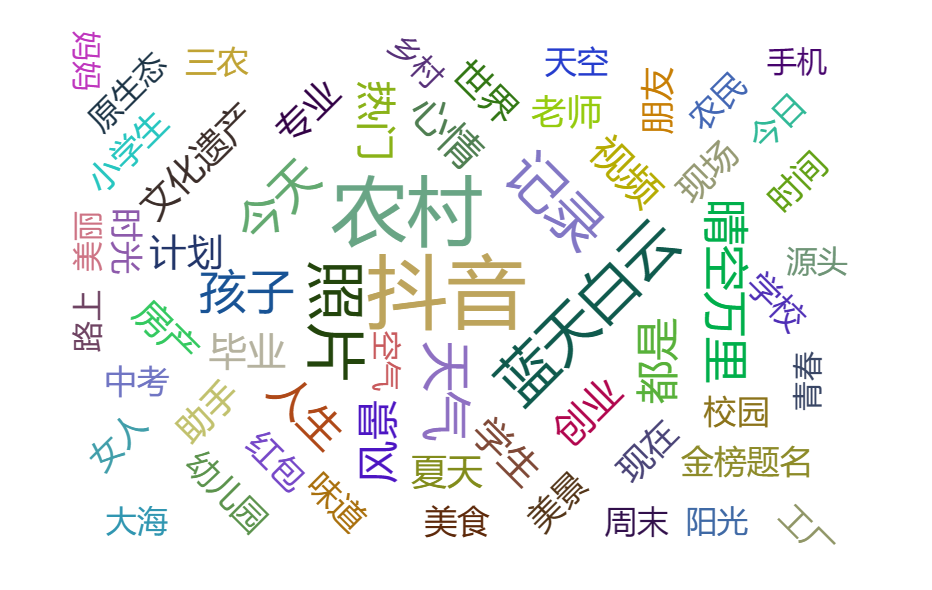 妈妈
三农
乡村
天空
手机
原生态
专业
热门
世界
老师
朋友
农民
今日
小学生
文化遗产
心情
视频
现场
时间
今天
农村
记录
美丽
时光
计划
晴空万里
源头
孩子
照片
抖音
蓝天白云
学校
路上
房产
毕业
空气
天气
都是
青春
中考
助手
人生
风景
学生
创业
校园
女人
红包
夏天
现在
金榜题名
幼儿园
味道
大海
美食
美景
周末
阳光
工厂